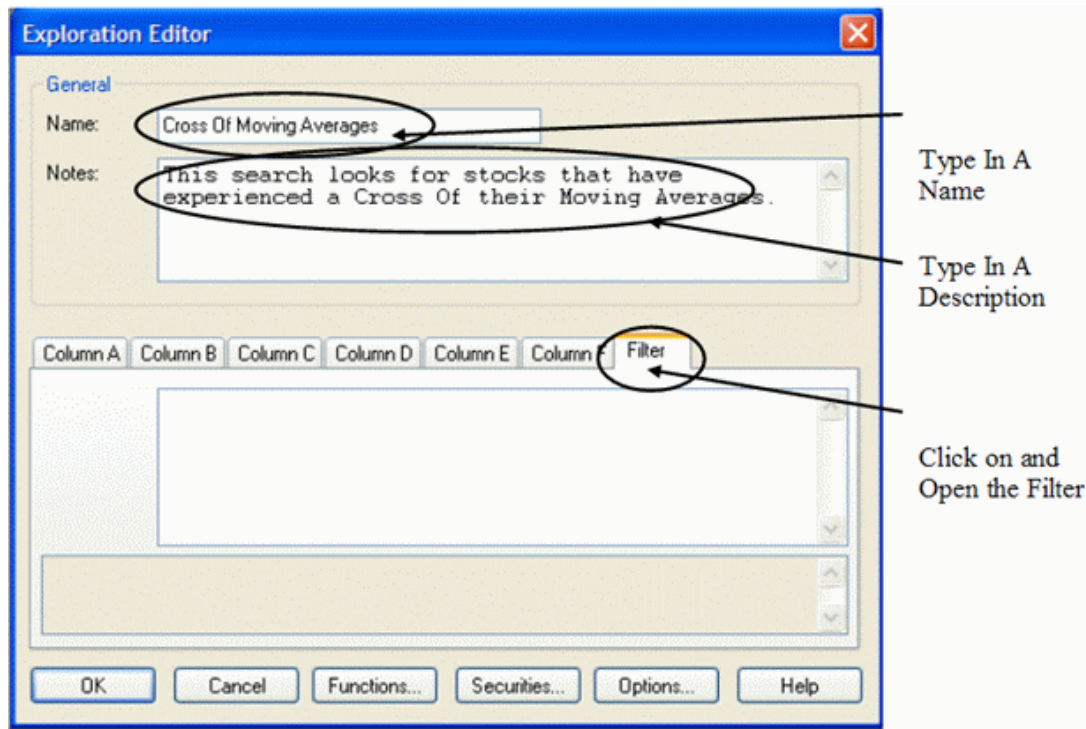 Exploration Editor
General
Name:
Cross Of Moving Averages
Notes:
This search looks for stocks that have
experienced a Cross Of their Moving Averages.
Type In A
Name
Type In A
Description
Column A Column B Column C Column D Column E Column F Filter
Click on and
Open the Filter
OK Cancel Functions... Securities... Options... Help